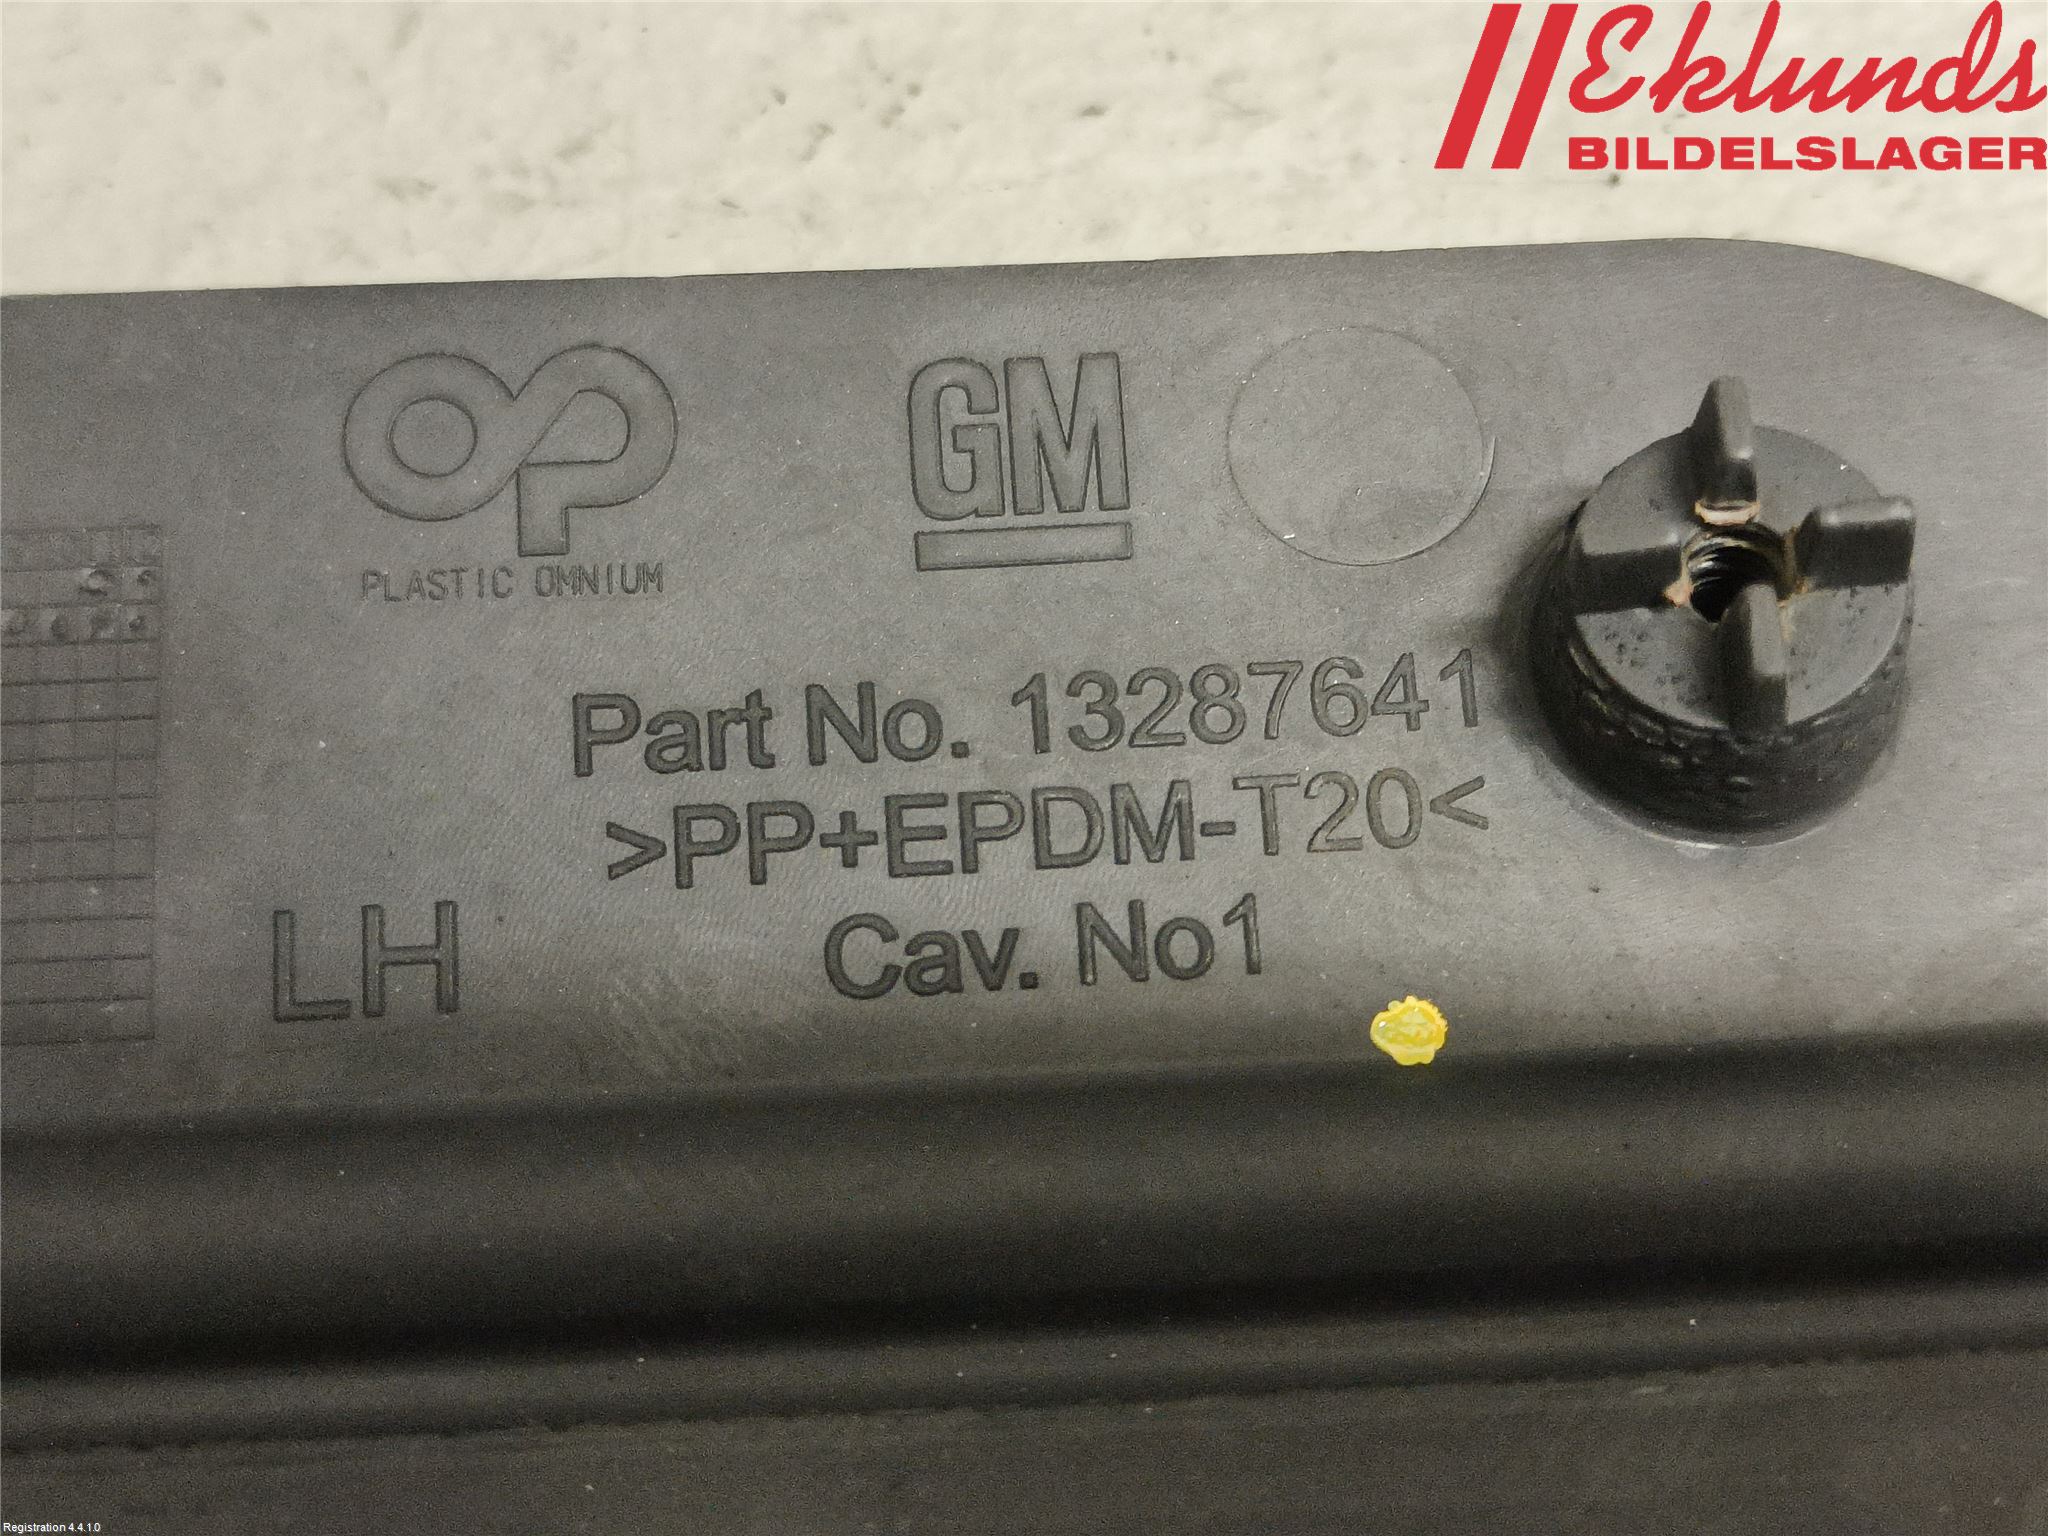 Eklunds
BILDELSLAGER
OP
GM
PLASTIC OMNIUM
Part No. 13287641
>PP+EPDM-T20<
LH
Cav. No1
Registration 4.4.1.0